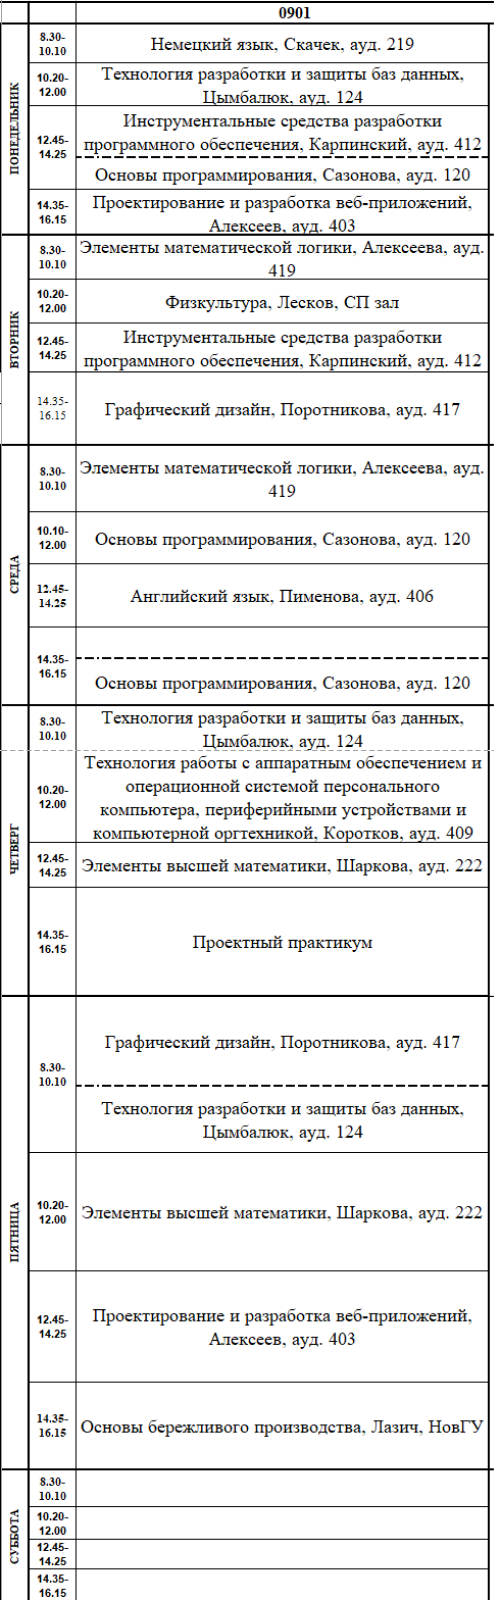 0901
ПОНЕДЕЛЬНИК
8.30-
10.10
Немецкий язык, Скачек, ауд. 219
10.20-
12.00
Технология разработки и защиты баз данных,
Цымбалюк, ауд. 124
12.45-
14.25
Инструментальные средства разработки
программного обеспечения, Карпинский, ауд. 412
Основы программирования, Сазонова, ауд. 120
14.35-
16.15
Проектирование и разработка веб-приложений,
Алексеев, ауд. 403
ВТОРНИК
8.30-
10.10
Элементы математической логики, Алексеева, ауд.
419
10.20-
12.00
Физкультура, Лесков, СП зал
12.45-
14.25
Инструментальные средства разработки
программного обеспечения, Карпинский, ауд. 412
14.35-
16.15
Графический дизайн, Поротникова, ауд. 417
СРЕДА
8.30-
10.10
Элементы математической логики, Алексеева, ауд.
419
10.10-
12.00
Основы программирования, Сазонова, ауд. 120
12.45-
14.25
Английский язык, Пименова, ауд. 406
14.35-
16.15
Основы программирования, Сазонова, ауд. 120
ЧЕТВЕРГ
8.30-
10.10
Технология разработки и защиты баз данных,
Цымбалюк, ауд. 124
10.20-
12.00
Технология работы с аппаратным обеспечением и
операционной системой персонального
компьютера, периферийными устройствами и
компьютерной оргтехникой, Коротков, ауд. 409
12.45-
14.25
Элементы высшей математики, Шаркова, ауд. 222
14.35-
16.15
Проектный практикум
ПЯТНИЦА
8.30-
10.10
Графический дизайн, Поротникова, ауд. 417
Технология разработки и защиты баз данных,
Цымбалюк, ауд. 124
10.20-
12.00
Элементы высшей математики, Шаркова, ауд. 222
12.45-
14.25
Проектирование и разработка веб-приложений,
Алексеев, ауд. 403
14.35-
16.15
Основы бережливого производства, Лазич, НовГУ
СУББОТА
8.30-
10.10
10.20-
12.00
12.45-
14.25
14.35-
16.15